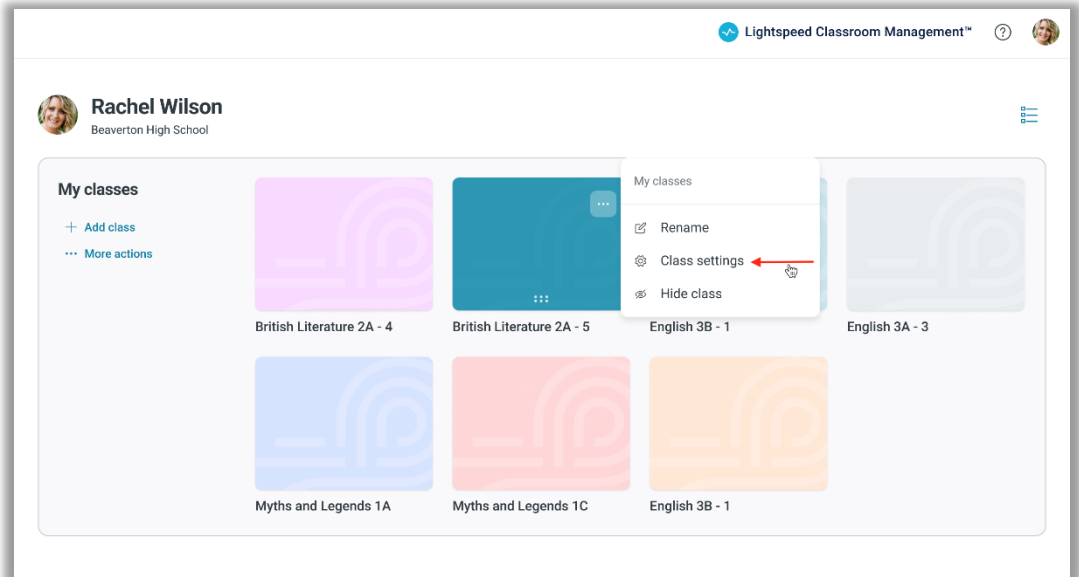 Lightspeed Classroom Management™
Rachel Wilson
Beaverton High School
My classes
Add class
More actions
My classes
Rename
Class settings
Hide class
British Literature 2A - 4
British Literature 2A - 5
English 3B - 1
English 3A - 3
Myths and Legends 1A
Myths and Legends 1C
English 3B - 1